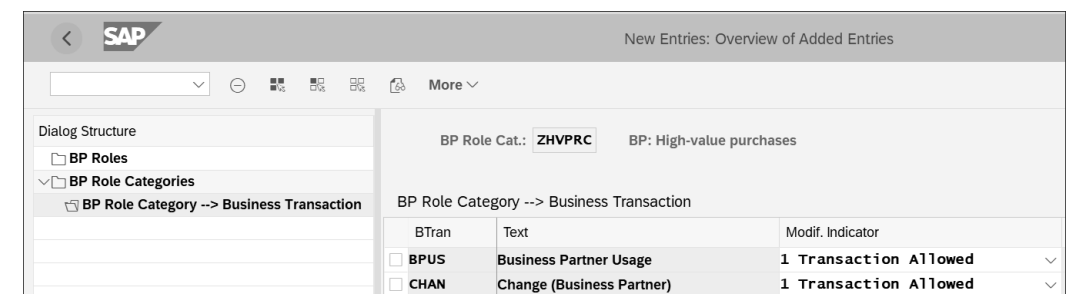 SAP
New Entries: Overview of Added Entries
More
Dialog Structure
BP Roles
BP Role Categories
BP Role Category --> Business Transaction
BP Role Cat.: ZHVPRC BP: High-value purchases
BP Role Category --> Business Transaction
BTran Text Modif. Indicator
BPUS Business Partner Usage 1 Transaction Allowed
CHAN Change (Business Partner) 1 Transaction Allowed